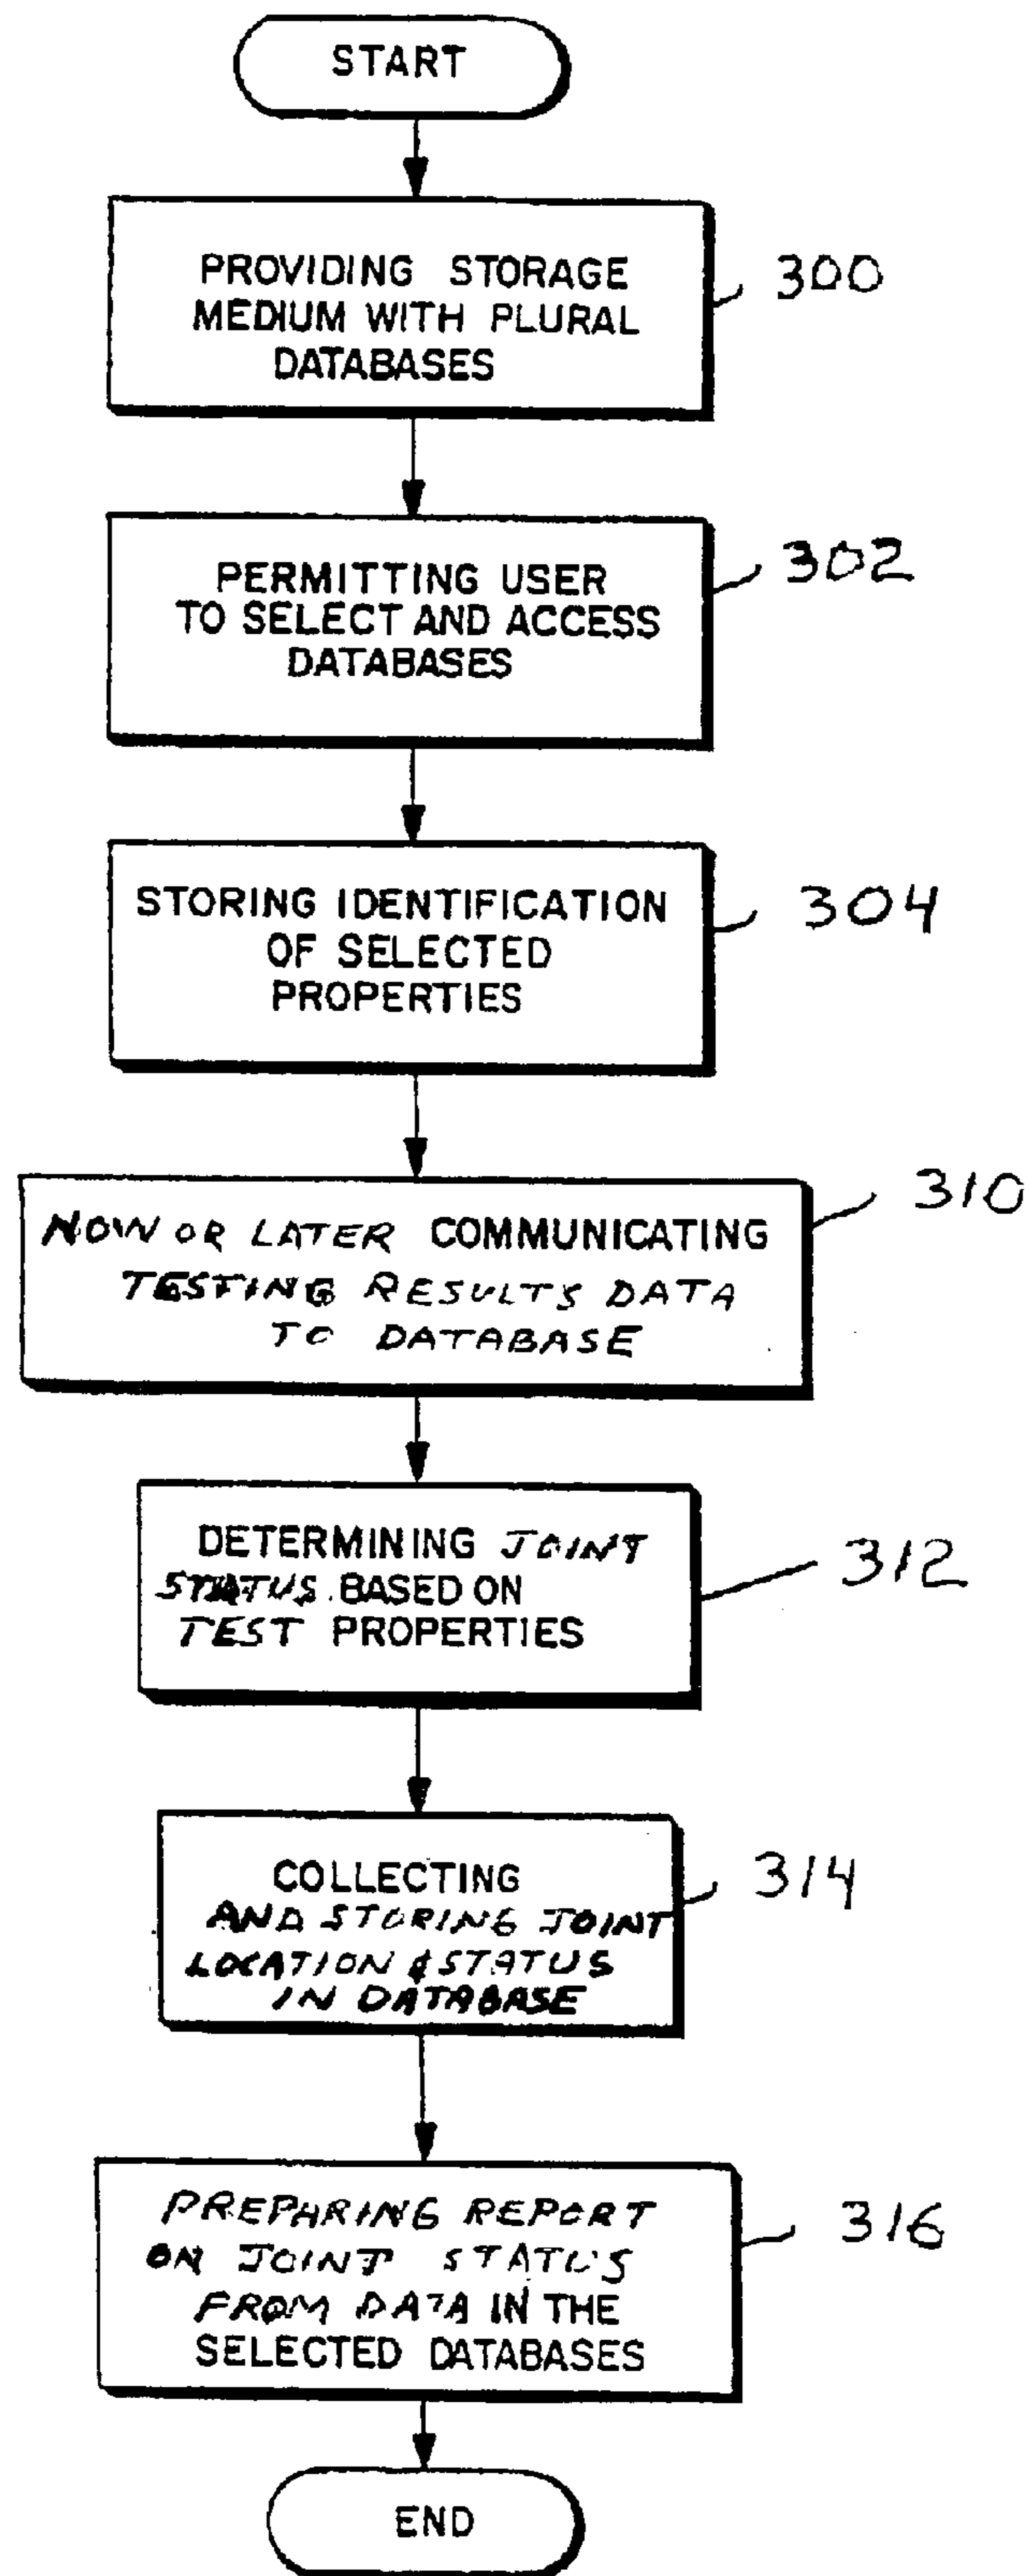 START
PROVIDING STORAGE
MEDIUM WITH PLURAL
DATABASES
300
PERMITTING USER
TO SELECT AND ACCESS
DATABASES
302
STORING IDENTIFICATION
OF SELECTED
PROPERTIES
304
NOW OR LATER COMMUNICATING
TESTING RESULTS DATA
TO DATABASE
310
DETERMINING JOINT
STATUS BASED ON
TEST PROPERTIES
312
COLLECTING
AND STORING JOINT
LOCATION & STATUS
IN DATABASE
314
PREPARING REPORT
ON JOINT STATUS
FROM DATA IN THE
SELECTED DATABASES
316
END